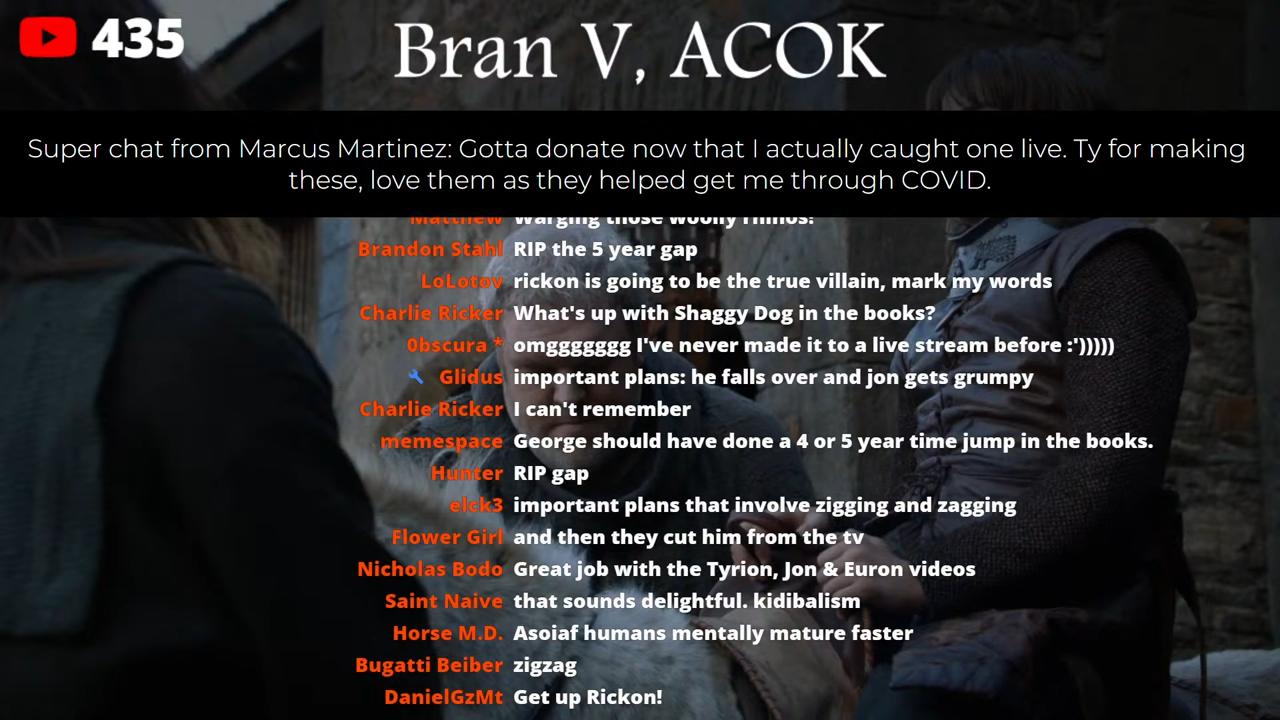 435
Bran V, ACOK
Super chat from Marcus Martinez: Gotta donate now that I actually caught one live. Ty for making
these, love them as they helped get me through COVID.
Matthew Warging those woolly rhinos!
Brandon Stahl RIP the 5 year gap
LoLotov rickon is going to be the true villain, mark my words
Charlie Ricker What's up with Shaggy Dog in the books?
0bscura * omggggggg I've never made it to a live stream before :')))))
Glidus important plans: he falls over and jon gets grumpy
Charlie Ricker I can't remember
memespace George should have done a 4 or 5 year time jump in the books.
Hunter RIP gap
elck3 important plans that involve zigging and zagging
Flower Girl and then they cut him from the tv
Nicholas Bodo Great job with the Tyrion, Jon & Euron videos
Saint Naive that sounds delightful. kidibalism
Horse M.D. Asoiaf humans mentally mature faster
Bugatti Beiber zigzag
DanielGzMt Get up Rickon!